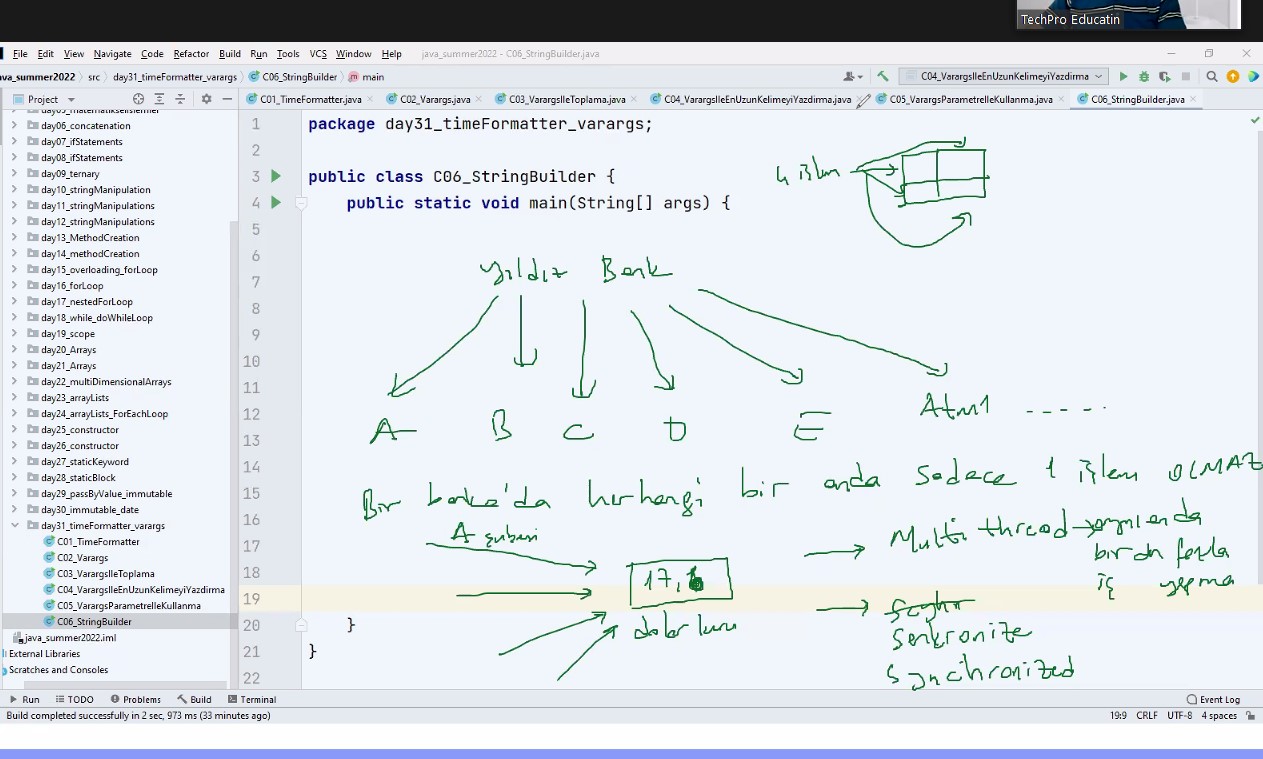 TechPro Educatin
File Edit View Navigate Code Refactor Build Run Tools VCS Window Help java_summer2022 - C06_StringBuilder.java
ava_summer2022 > src > day31_timeFormatter_varargs > C06_StringBuilder > main
C04_VarargsIleEnUzunKelimeyiYazdirma
Project
C01_TimeFormatter.java C02_Varargs.java C03_VarargsIleToplama.java C04_VarargsIleEnUzunKelimeyiYazdirma.java C05_VarargsParametrelleKullanma.java C06_StringBuilder.java
day06_concatenation
day07_ifStatements
day08_ifStatements
day09_ternary
day10_stringManipulation
day11_stringManipulations
day12_stringManipulations
day13_MethodCreation
day14_methodCreation
day15_overloading_forLoop
day16_forLoop
day17_nestedForLoop
day18_while_doWhileLoop
day19_scope
day20_Arrays
day21_Arrays
day22_multiDimensionalArrays
day23_arrayLists
day24_arrayLists_ForEachLoop
day25_constructor
day26_constructor
day27_staticKeyword
day28_staticBlock
day29_passByValue_immutable
day30_immutable_date
day31_timeFormatter_varargs
C01_TimeFormatter
C02_Varargs
C03_VarargsIleToplama
C04_VarargsIleEnUzunKelimeyiYazdirma
C05_VarargsParametrelleKullanma
C06_StringBuilder
java_summer2022.iml
External Libraries
Scratches and Consoles
1 package day31_timeFormatter_varargs;
2
3 public class C06_StringBuilder {
4 public static void main(String[] args) {
5
6
7
8
9
10
11
12
13
14
15
16
17
18
19
20 }
21 }
22
4 işlem
Yıldız Bank
A B C D E Atm1 - - - - -
Bir banka'da herhangi bir anda sadece 1 işlem OLMAZ
A şubesi
17,
dolar kuru
Multi thread → aynı anda
birden fazla
iş yapma
senkronize
synchronized
Run TODO Problems Build Terminal Event Log
Build completed successfully in 2 sec, 973 ms (33 minutes ago) 19:9 CRLF UTF-8 4 spaces